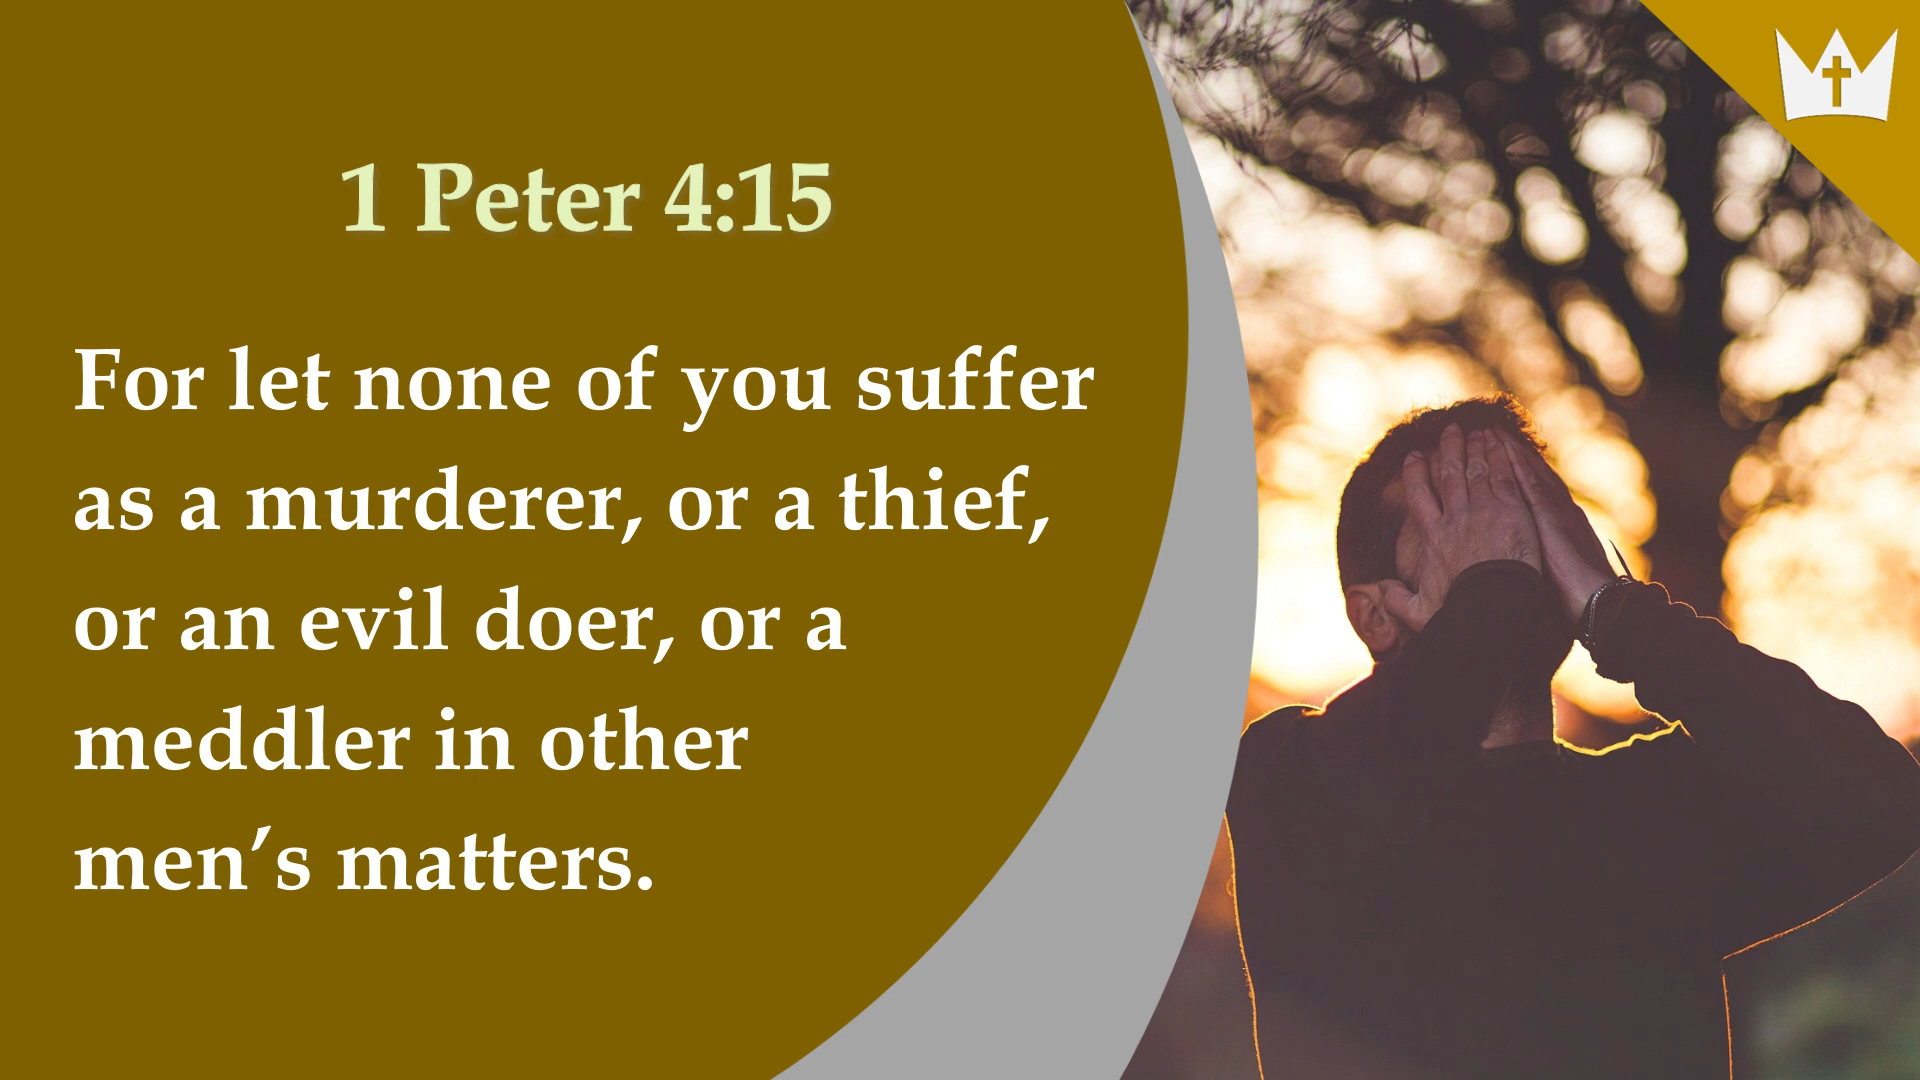 1 Peter 4:15
For let none of you suffer
as a murderer, or a thief,
or an evil doer, or a
meddler in other
men’s matters.